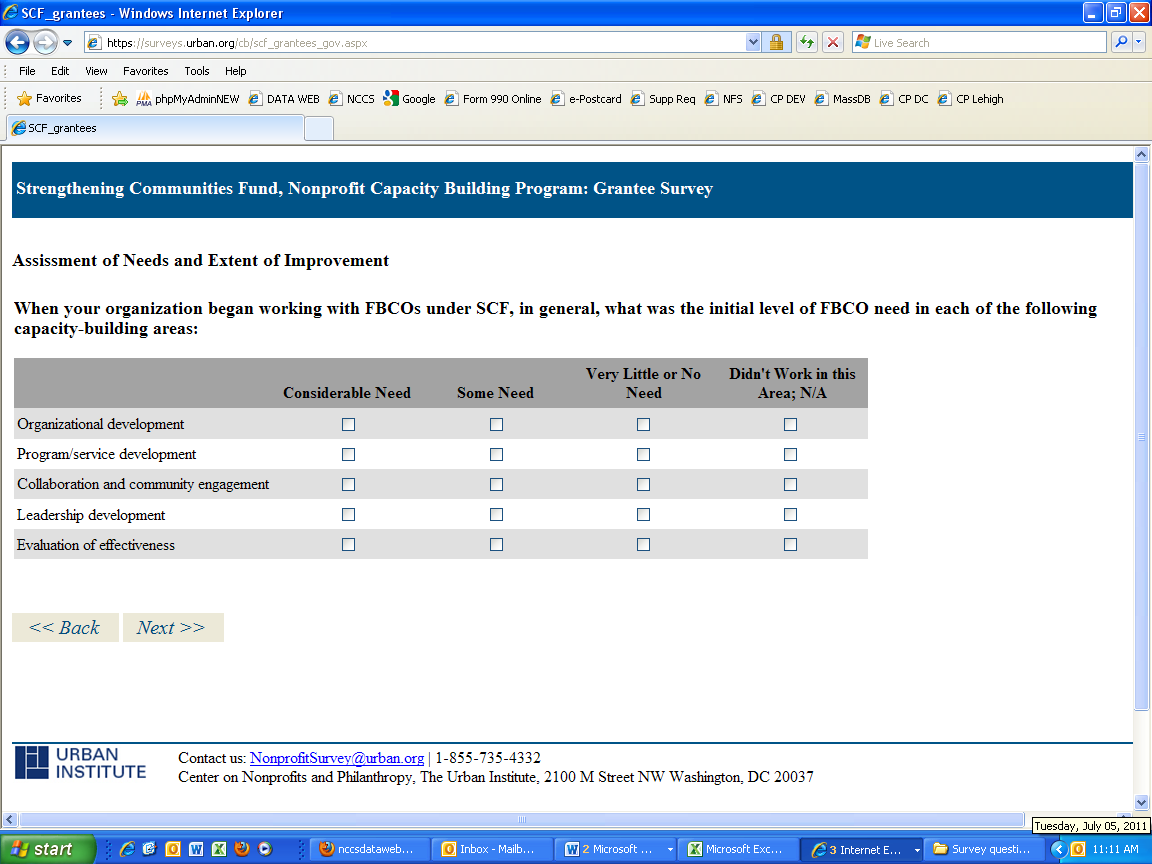 SCF_grantees - Windows Internet Explorer
https://surveys.urban.org/cb/scf_grantees_gov.aspx
Live Search
File Edit View Favorites Tools Help
Favorites phpMyAdminNEW DATA WEB NCCS Google Form 990 Online e-Postcard Supp Req NFS CP DEV MassDB CP DC CP Lehigh
SCF_grantees
Strengthening Communities Fund, Nonprofit Capacity Building Program: Grantee Survey
Assissment of Needs and Extent of Improvement
When your organization began working with FBCOs under SCF, in general, what was the initial level of FBCO need in each of the following
capacity-building areas:
Considerable Need Some Need Very Little or No Need Didn't Work in this Area; N/A
Organizational development
Program/service development
Collaboration and community engagement
Leadership development
Evaluation of effectiveness
<< Back Next >>
URBAN INSTITUTE
Contact us: NonprofitSurvey@urban.org | 1-855-735-4332
Center on Nonprofits and Philanthropy, The Urban Institute, 2100 M Street NW Washington, DC 20037
Tuesday, July 05, 2011
start nccsdataweb... Inbox - Mailb... 2 Microsoft ... Microsoft Exc... 3 Internet E... Survey questi... 11:11 AM